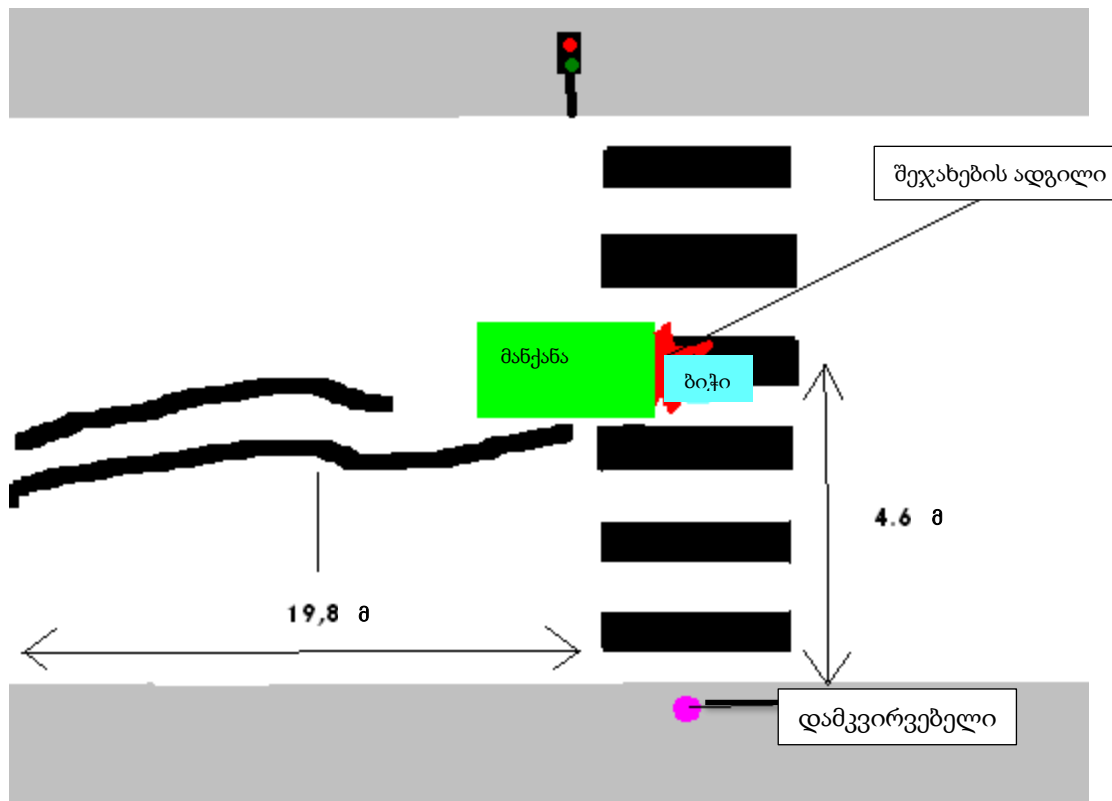 შეჯახების ადგილი
მანქანა
ბიჭი
4.6 მ
19,8 მ
დამკვირვებელი